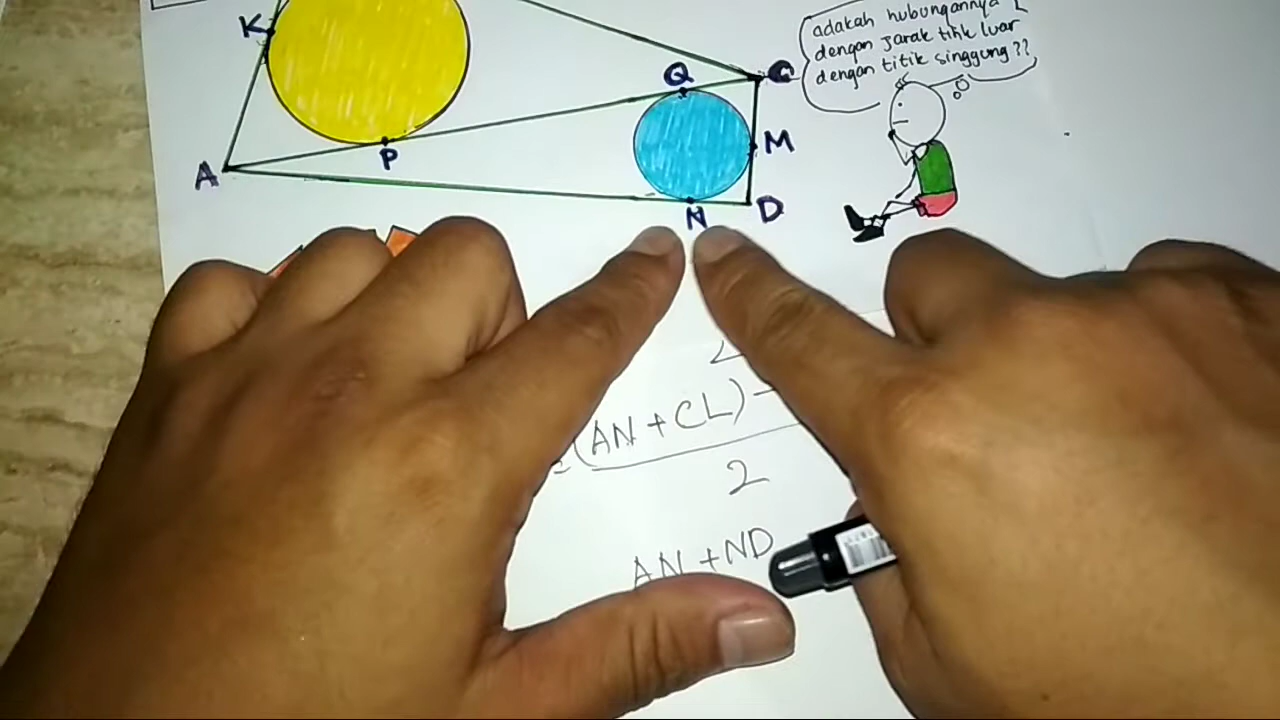 adakah hubungannya
dengan jarak titik luar
dengan titik singgung??
K
Q
C
M
P
A
N
D
(AN + CL) -
2
AN + ND